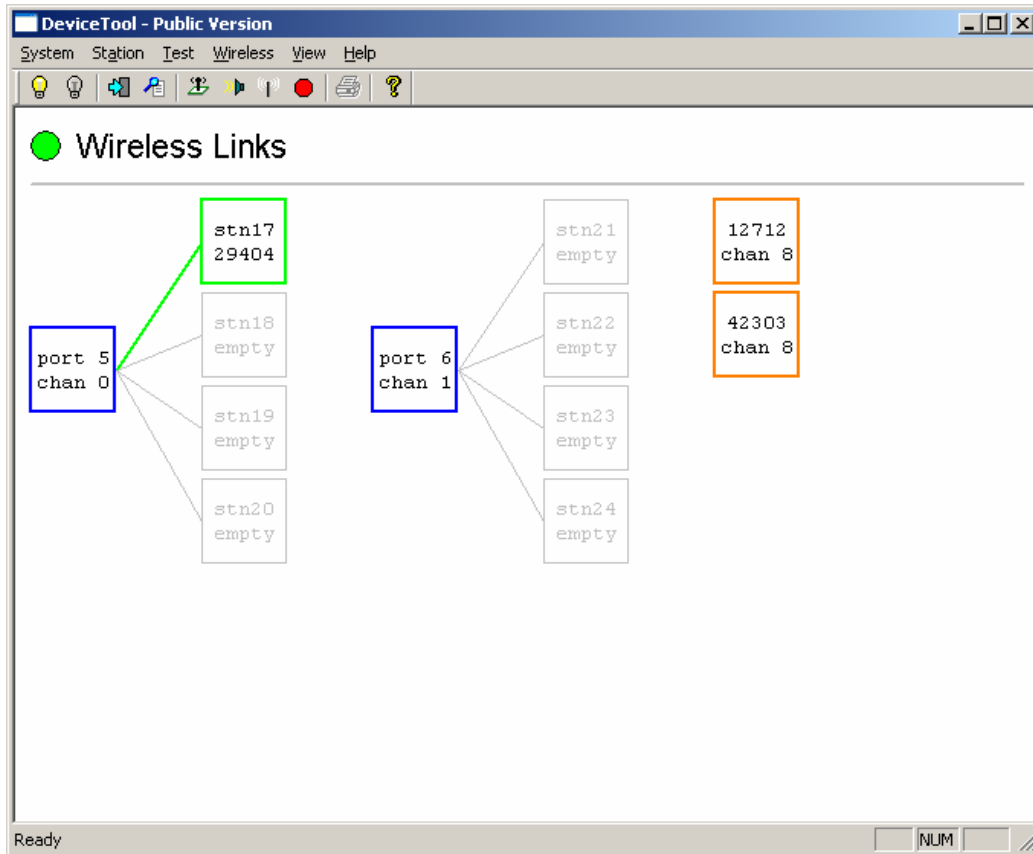 DeviceTool - Public Version
System Station Test Wireless View Help
Wireless Links
stn17
29404
stn18
empty
port 5
chan 0
stn19
empty
stn20
empty
stn21
empty
stn22
empty
port 6
chan 1
stn23
empty
stn24
empty
12712
chan 8
42303
chan 8
Ready NUM